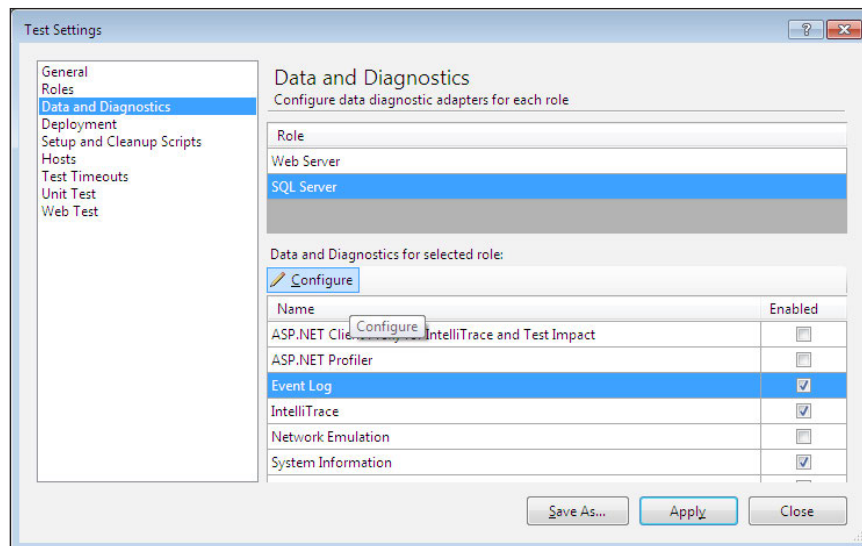 Test Settings
General
Roles
Data and Diagnostics
Deployment
Setup and Cleanup Scripts
Hosts
Test Timeouts
Unit Test
Web Test
Data and Diagnostics
Configure data diagnostic adapters for each role
Role
Web Server
SQL Server
Data and Diagnostics for selected role:
Configure
Name Enabled
Configure
ASP.NET Clie IntelliTrace and Test Impact
ASP.NET Profiler
Event Log
IntelliTrace
Network Emulation
System Information
Save As... Apply Close